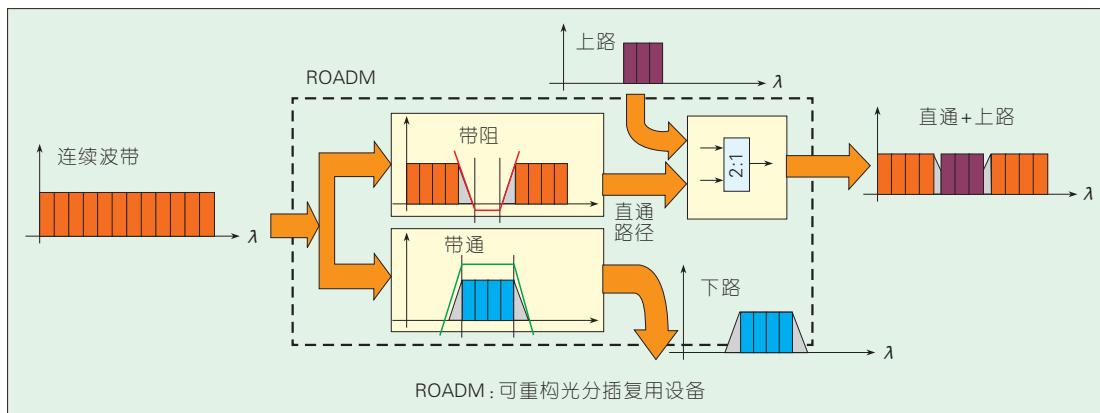 上路
λ
ROADM
连续波带
λ
带阻
直通
路径
2:1
直通+上路
λ
带通
下路
λ
ROADM:可重构光分插复用设备